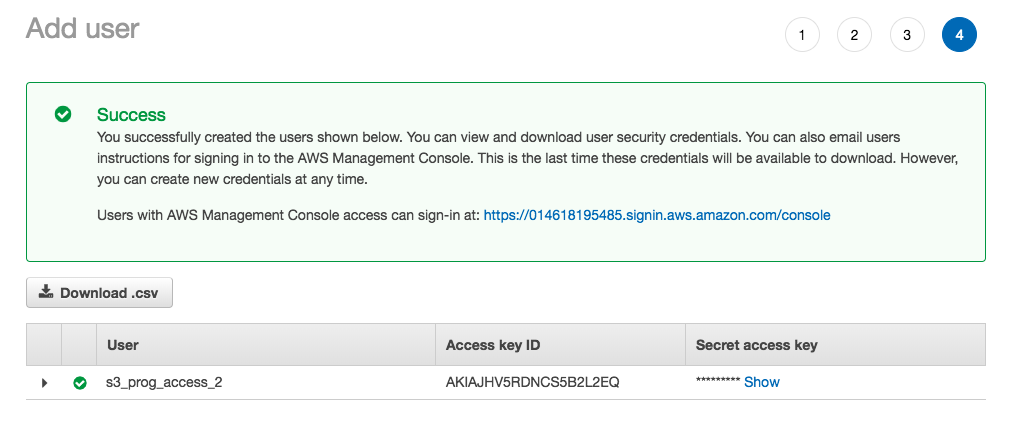 Add user
1 2 3 4
Success
You successfully created the users shown below. You can view and download user security credentials. You can also email users
instructions for signing in to the AWS Management Console. This is the last time these credentials will be available to download. However,
you can create new credentials at any time.
Users with AWS Management Console access can sign-in at: https://014618195485.signin.aws.amazon.com/console
Download .csv
User Access key ID Secret access key
s3_prog_access_2 AKIAJHV5RDNCS5B2L2EQ ********* Show